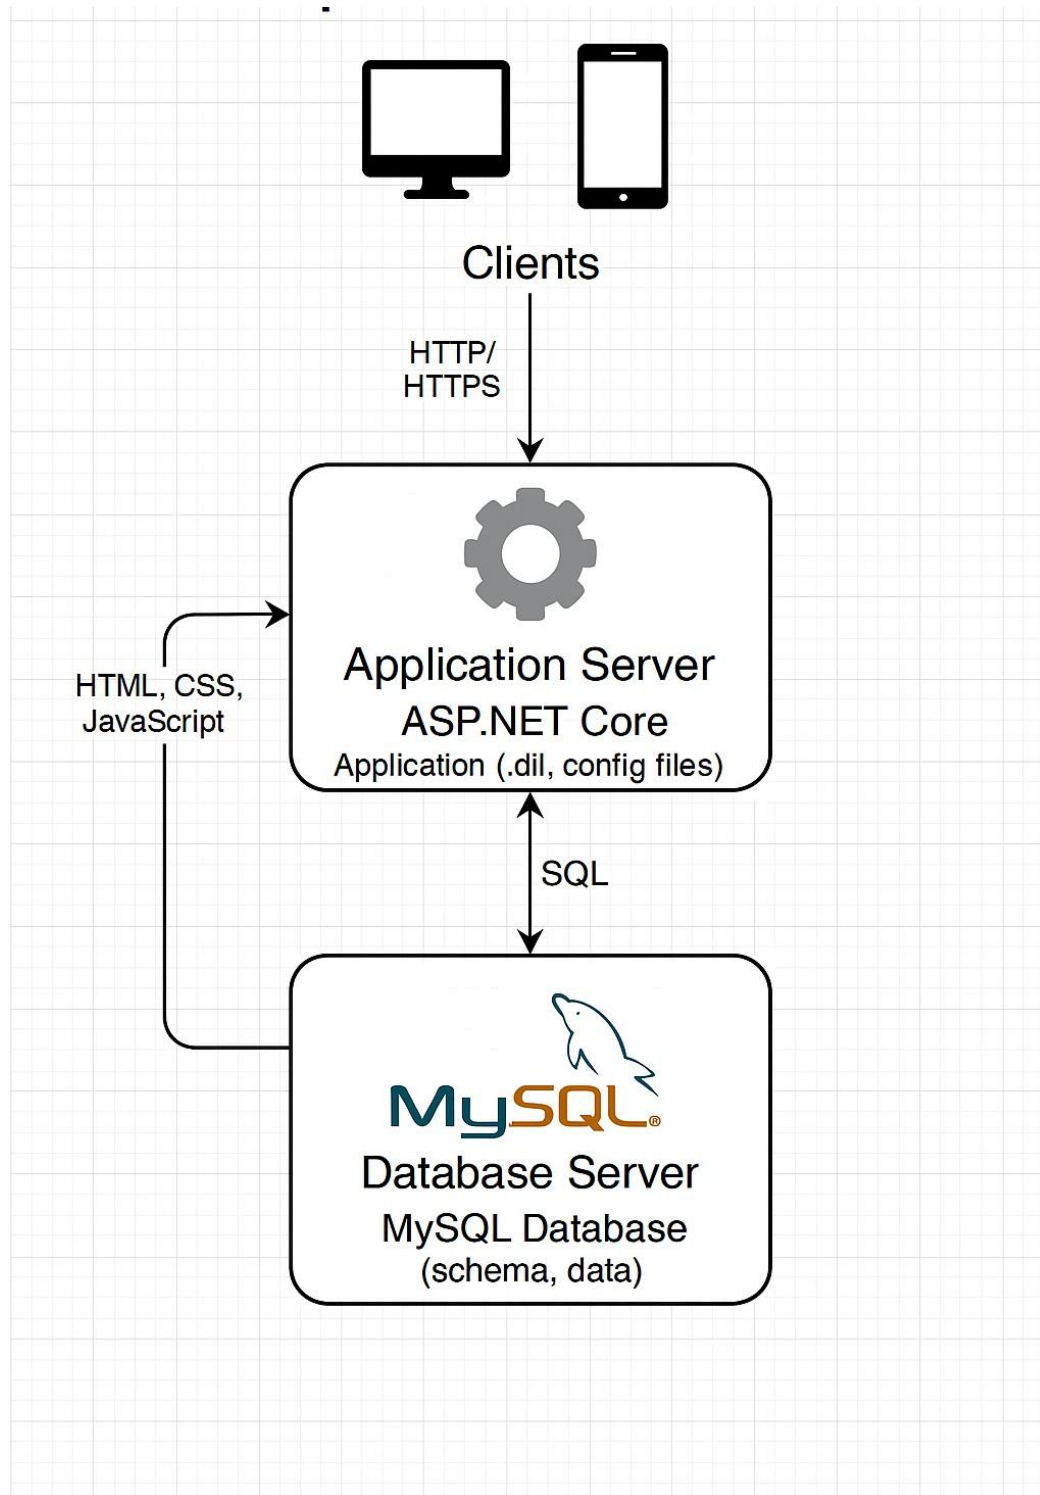 Clients
HTTP/
HTTPS
Application Server
ASP.NET Core
Application (.dil, config files)
HTML, CSS,
JavaScript
SQL
MySQL®
Database Server
MySQL Database
(schema, data)